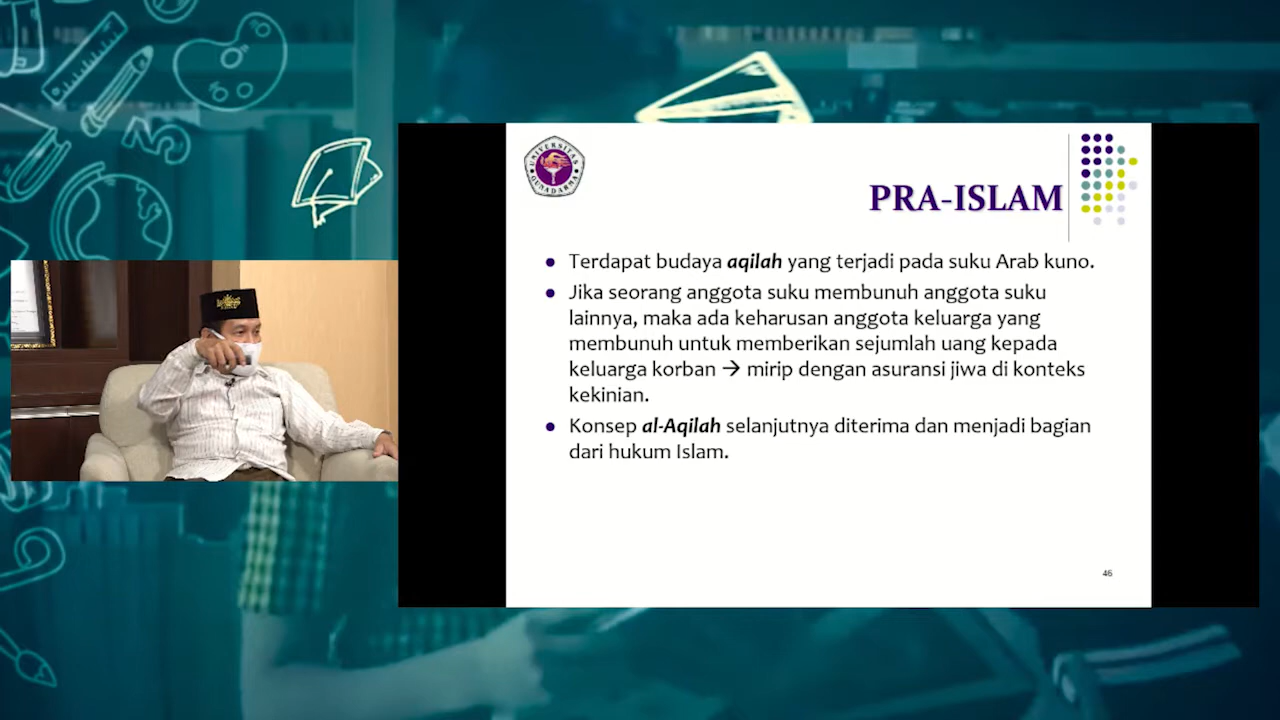 UNIVERSITAS
GUNADARMA
PRA-ISLAM
Terdapat budaya aqilah yang terjadi pada suku Arab kuno.
Jika seorang anggota suku membunuh anggota suku
lainnya, maka ada keharusan anggota keluarga yang
membunuh untuk memberikan sejumlah uang kepada
keluarga korban → mirip dengan asuransi jiwa di konteks
kekinian.
Konsep al-Aqilah selanjutnya diterima dan menjadi bagian
dari hukum Islam.
46